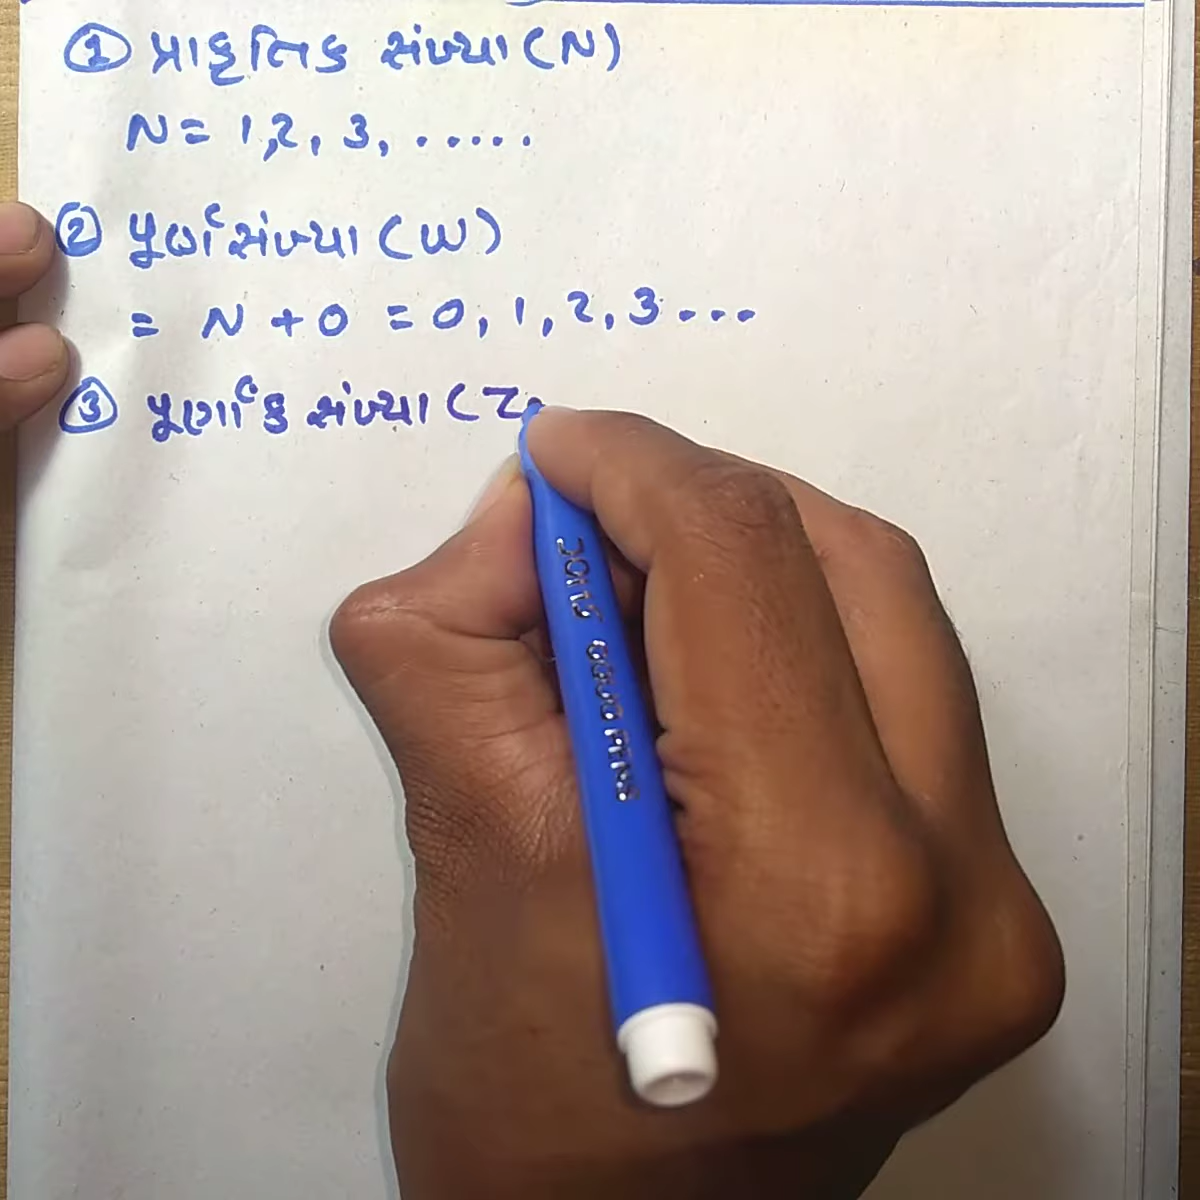 ① પ્રાકૃતિક સંખ્યા (N)
N = 1, 2, 3, .....
② પૂર્ણ સંખ્યા (W)
= N + 0 = 0, 1, 2, 3 ...
③ પુર્ણાંક સંખ્યા (Z